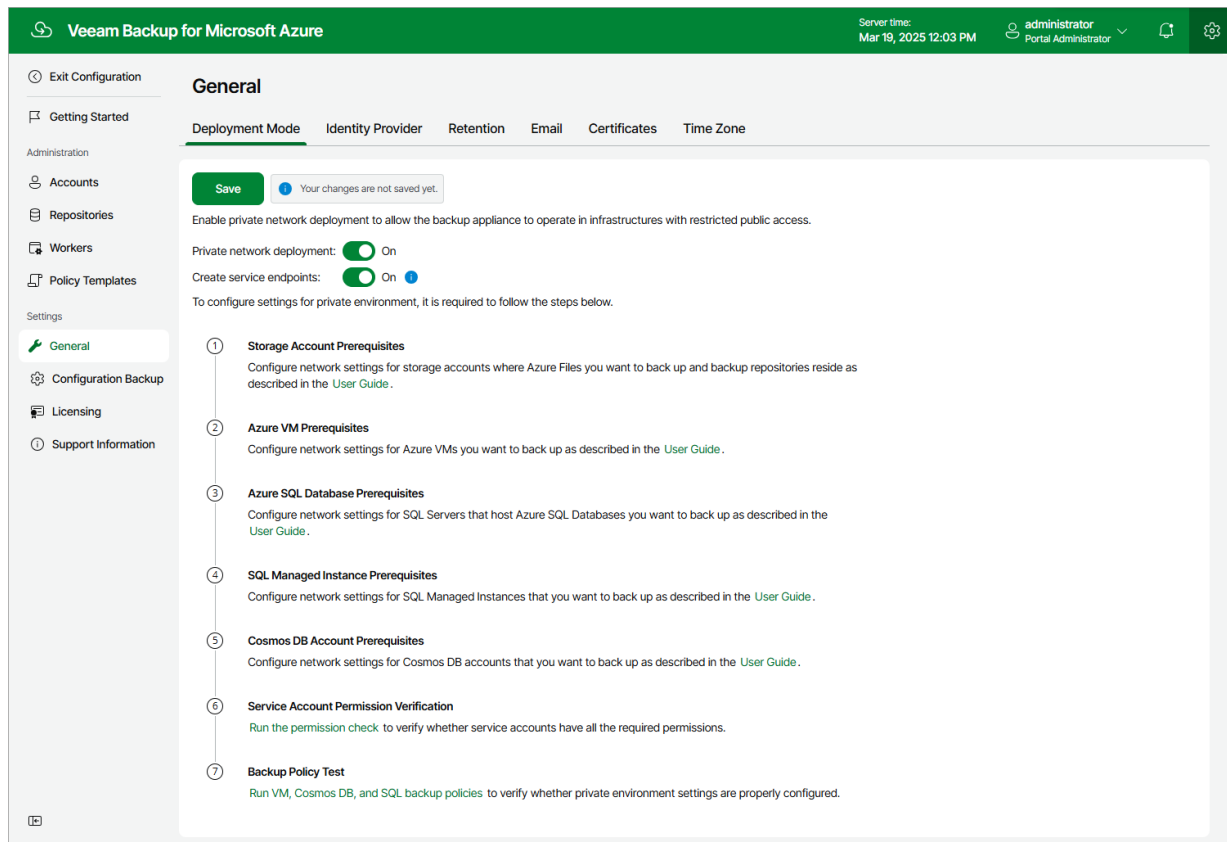 Veeam Backup for Microsoft Azure
Server time:
Mar 19, 2025 12:03 PM
administrator
Portal Administrator
Exit Configuration
Getting Started
Administration
Accounts
Repositories
Workers
Policy Templates
Settings
General
Configuration Backup
Licensing
Support Information
General
Deployment Mode
Identity Provider
Retention
Email
Certificates
Time Zone
Save
Your changes are not saved yet.
Enable private network deployment to allow the backup appliance to operate in infrastructures with restricted public access.
Private network deployment: On
Create service endpoints: On
To configure settings for private environment, it is required to follow the steps below.
1 Storage Account Prerequisites
Configure network settings for storage accounts where Azure Files you want to back up and backup repositories reside as
described in the User Guide.
2 Azure VM Prerequisites
Configure network settings for Azure VMs you want to back up as described in the User Guide.
3 Azure SQL Database Prerequisites
Configure network settings for SQL Servers that host Azure SQL Databases you want to back up as described in the
User Guide.
4 SQL Managed Instance Prerequisites
Configure network settings for SQL Managed Instances that you want to back up as described in the User Guide.
5 Cosmos DB Account Prerequisites
Configure network settings for Cosmos DB accounts that you want to back up as described in the User Guide.
6 Service Account Permission Verification
Run the permission check to verify whether service accounts have all the required permissions.
7 Backup Policy Test
Run VM, Cosmos DB, and SQL backup policies to verify whether private environment settings are properly configured.